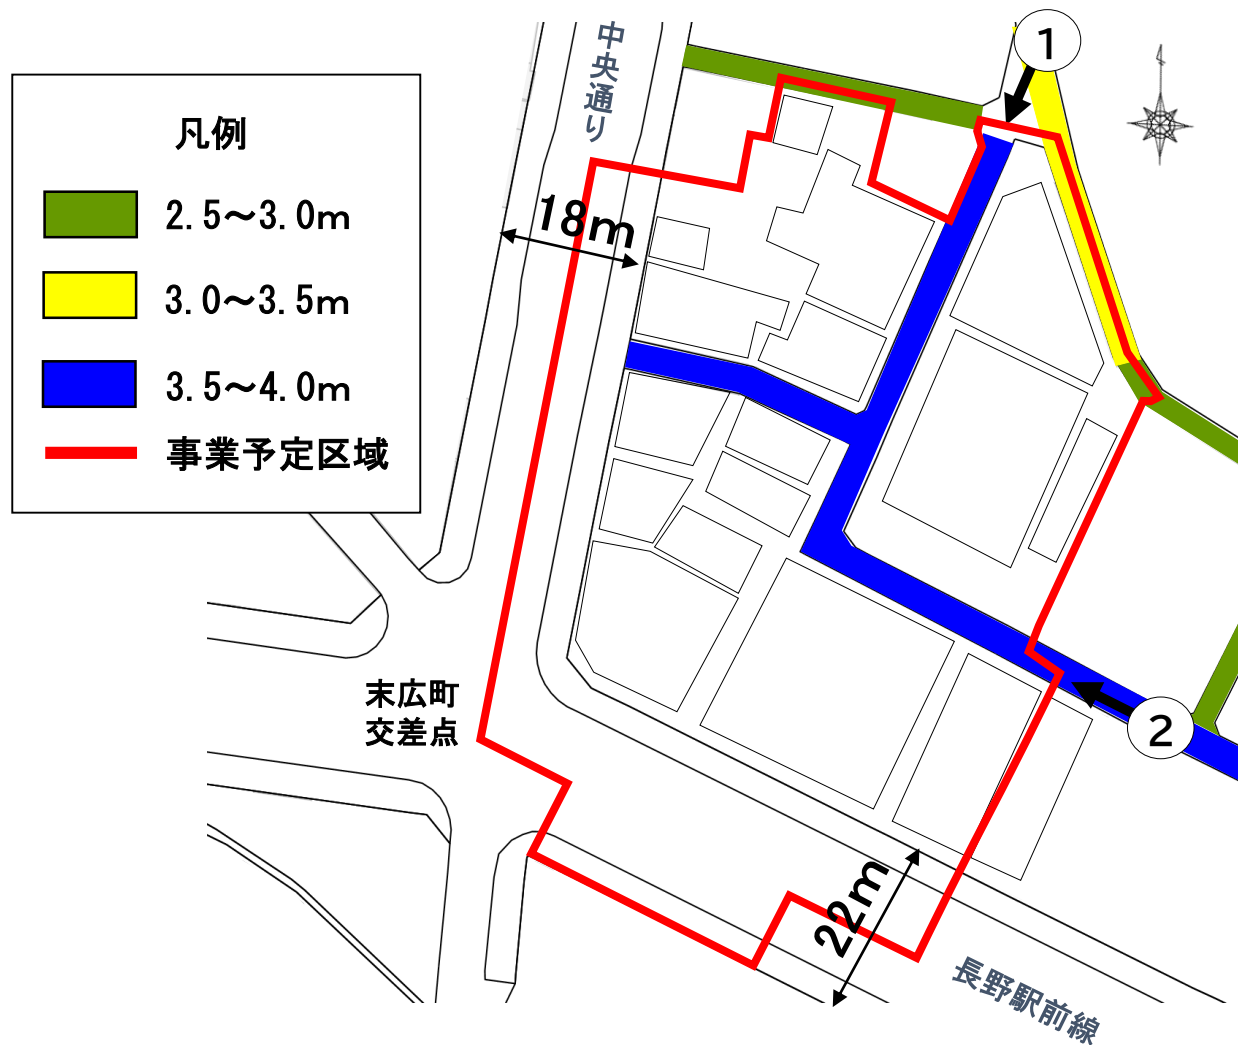 凡例
2.5～3.0m
3.0～3.5m
3.5～4.0m
事業予定区域
中央通り
1
18m
末広町
交差点
2
22m
長野駅前線